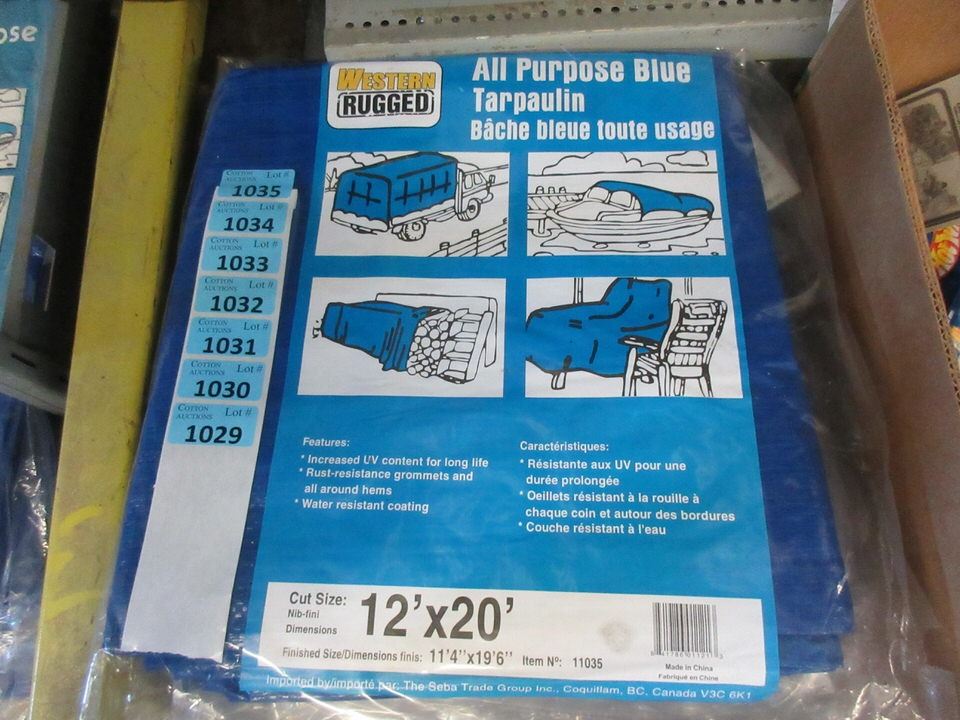 ose
WESTERN
RUGGED
All Purpose Blue
Tarpaulin
Bâche bleue toute usage
COTTON AUCTIONS Lot #
1035
COTTON AUCTIONS Lot #
1034
COTTON AUCTIONS Lot #
1033
COTTON AUCTIONS Lot #
1032
COTTON AUCTIONS Lot #
1031
COTTON AUCTIONS Lot #
1030
COTTON AUCTIONS Lot #
1029
Features:
* Increased UV content for long life
* Rust-resistance grommets and
all around hems
* Water resistant coating
Caractéristiques:
* Résistante aux UV pour une
durée prolongée
* Oeillets résistant à la rouille à
chaque coin et autour des bordures
* Couche résistant à l'eau
Cut Size: 12'x20'
Nib-fini
Dimensions
Finished Size/Dimensions finis: 11'4"x19'6" Item Nº: 11035
Made in China
Fabriqué en Chine
Imported by/importé par: The Seba Trade Group Inc., Coquitlam, BC, Canada V3C 6K1